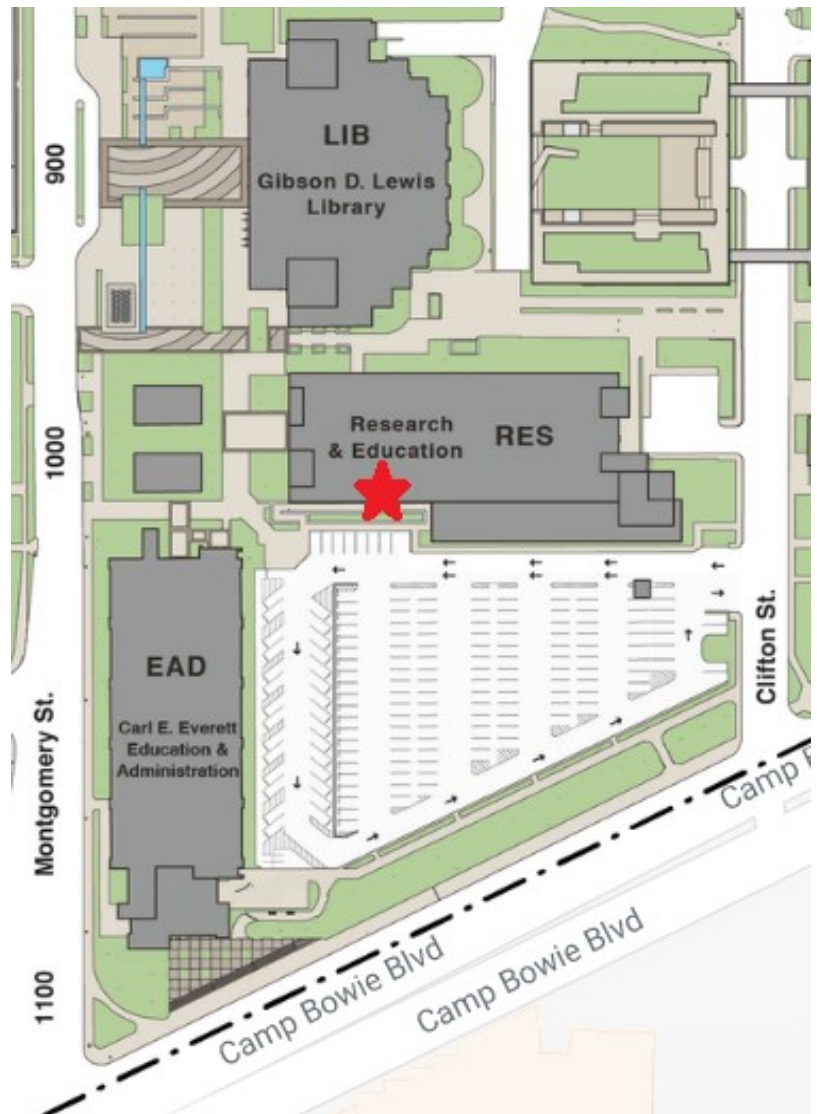 900
LIB
Gibson D. Lewis
Library
1000
Research
& Education
RES
EAD
Carl E. Everett
Education &
Administration
Montgomery St.
Clifton St.
1100
Camp Bowie Blvd
Camp Bowie Blvd
Camp